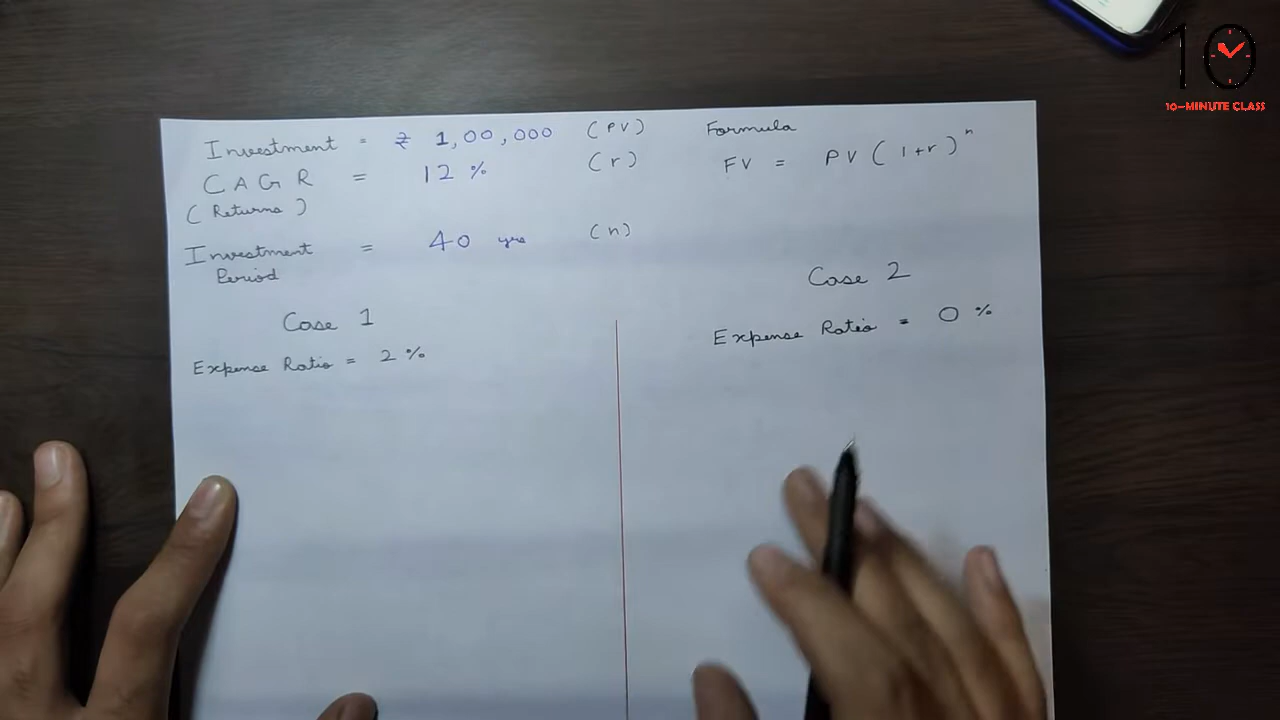 10
10-MINUTE CLASS
Investment = ₹ 1,00,000 (PV)
CAGR = 12% (r)
(Returns)
Investment = 40 yrs (n)
Period
Formula
FV = PV (1+r)^n
Case 1
Expense Ratio = 2%
Case 2
Expense Ratio = 0%